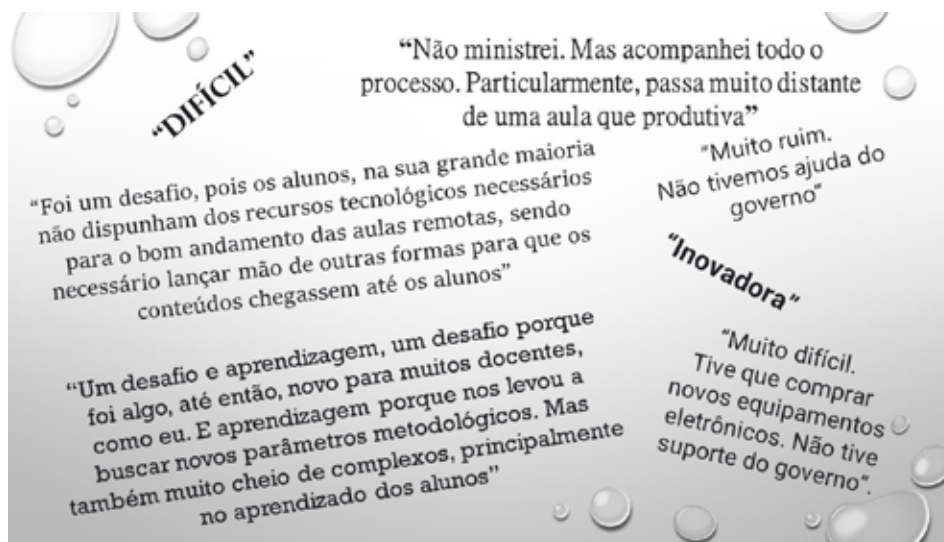 “DIFÍCIL”
“Não ministrei. Mas acompanhei todo o
processo. Particularmente, passa muito distante
de uma aula que produtiva”
“Muito ruim.
Não tivemos ajuda do
governo”
“Foi um desafio, pois os alunos, na sua grande maioria
não dispunham dos recursos tecnológicos necessários
para o bom andamento das aulas remotas, sendo
necessário lançar mão de outras formas para que os
conteúdos chegassem até os alunos”
“Inovadora”
“Um desafio e aprendizagem, um desafio porque
foi algo, até então, novo para muitos docentes,
como eu. E aprendizagem porque nos levou a
buscar novos parâmetros metodológicos. Mas
também muito cheio de complexos, principalmente
no aprendizado dos alunos”
“Muito difícil.
Tive que comprar
novos equipamentos
eletrônicos. Não tive
suporte do governo”.